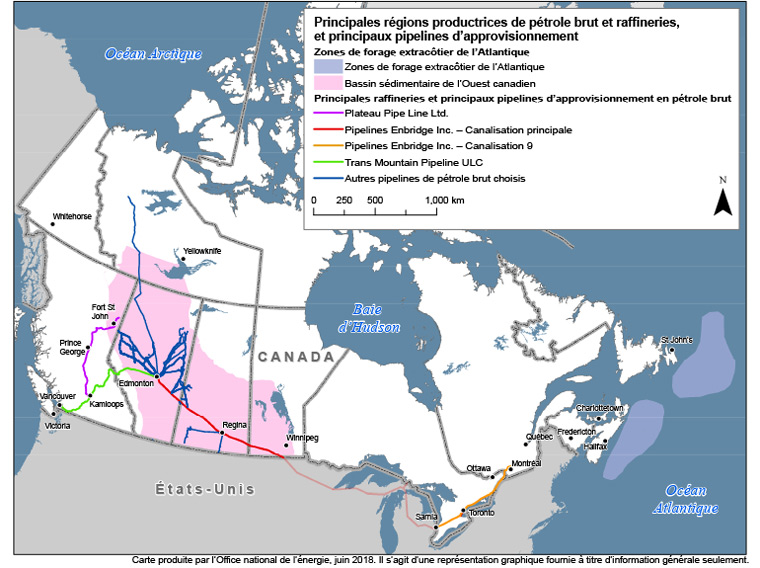 Principales régions productrices de pétrole brut et raffineries,
et principaux pipelines d'approvisionnement
Zones de forage extracôtier de l'Atlantique
Zones de forage extracôtier de l'Atlantique
Bassin sédimentaire de l'Ouest canadien
Principales raffineries et principaux pipelines d'approvisionnement en pétrole brut
Plateau Pipe Line Ltd.
Pipelines Enbridge Inc. – Canalisation principale
Pipelines Enbridge Inc. – Canalisation 9
Trans Mountain Pipeline ULC
Autres pipelines de pétrole brut choisis
0 250 500 1,000 km
N
Océan Arctique
Whitehorse
Yellowknife
Fort St
John
Prince
George
Baie
d'Hudson
CANADA
St John's
Edmonton
Vancouver
Kamloops
Victoria
Regina
Winnipeg
Charlottetown
Fredericton
Québec
Halifax
Montréal
Ottawa
États-Unis
Océan
Atlantique
Toronto
Sarnia
Carte produite par l'Office national de l'énergie, juin 2018. Il s'agit d'une représentation graphique fournie à titre d'information générale seulement.